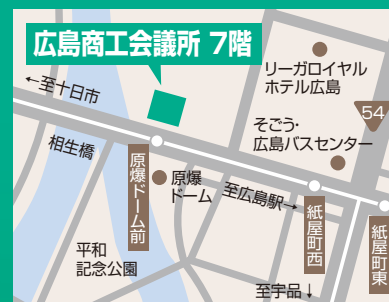 広島商工会議所 7階
←至十日市
リーガロイヤル
ホテル広島
54
相生橋
そごう・
広島バスセンター
原爆ドーム前
原爆
ドーム
至広島駅→
紙屋町西
紙屋町東
平和
記念公園
至宇品↓